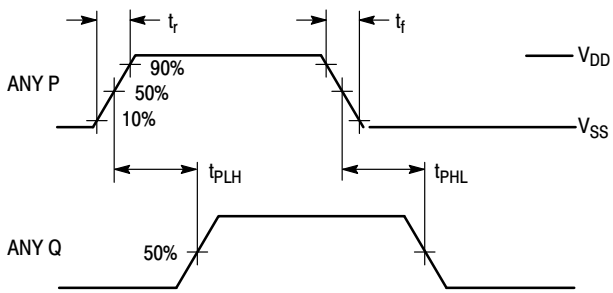 tr
tf
VDD
90%
ANY P
50%
10%
VSS
tPLH
tPHL
ANY Q
50%